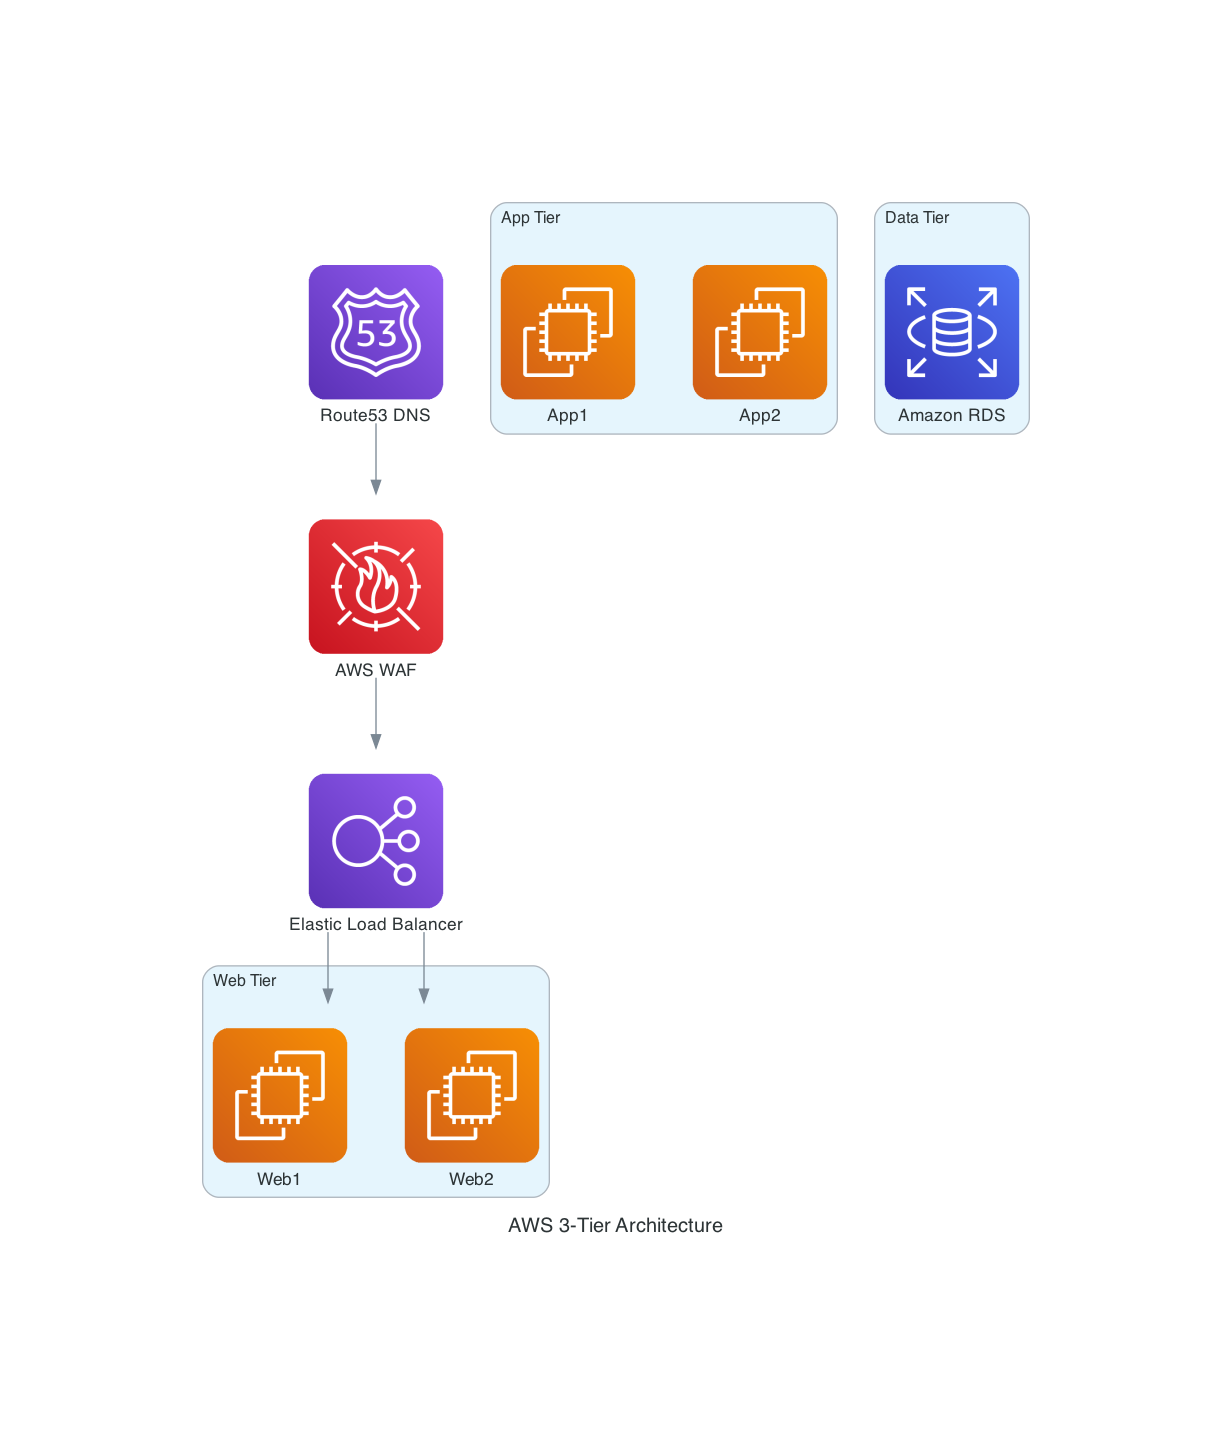 App Tier
Data Tier
53
Route53 DNS
App1
App2
Amazon RDS
AWS WAF
Elastic Load Balancer
Web Tier
Web1
Web2
AWS 3-Tier Architecture